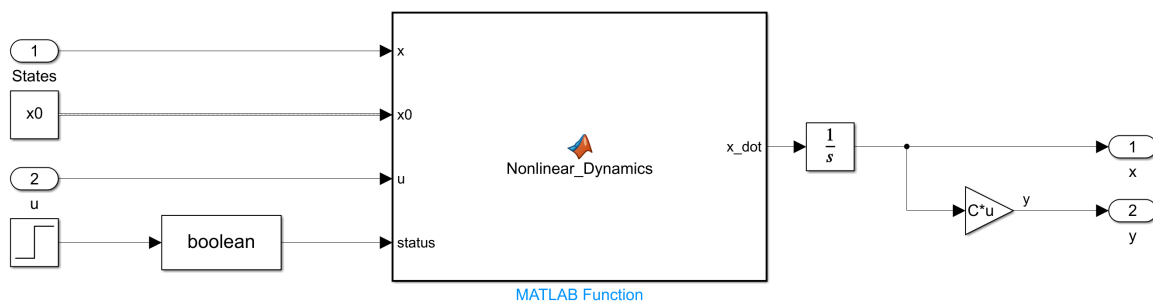 1
States
x
x0
x0
2
u
u
boolean
status
Nonlinear_Dynamics
MATLAB Function
x_dot
1
s
1
x
C*u
y
2
y